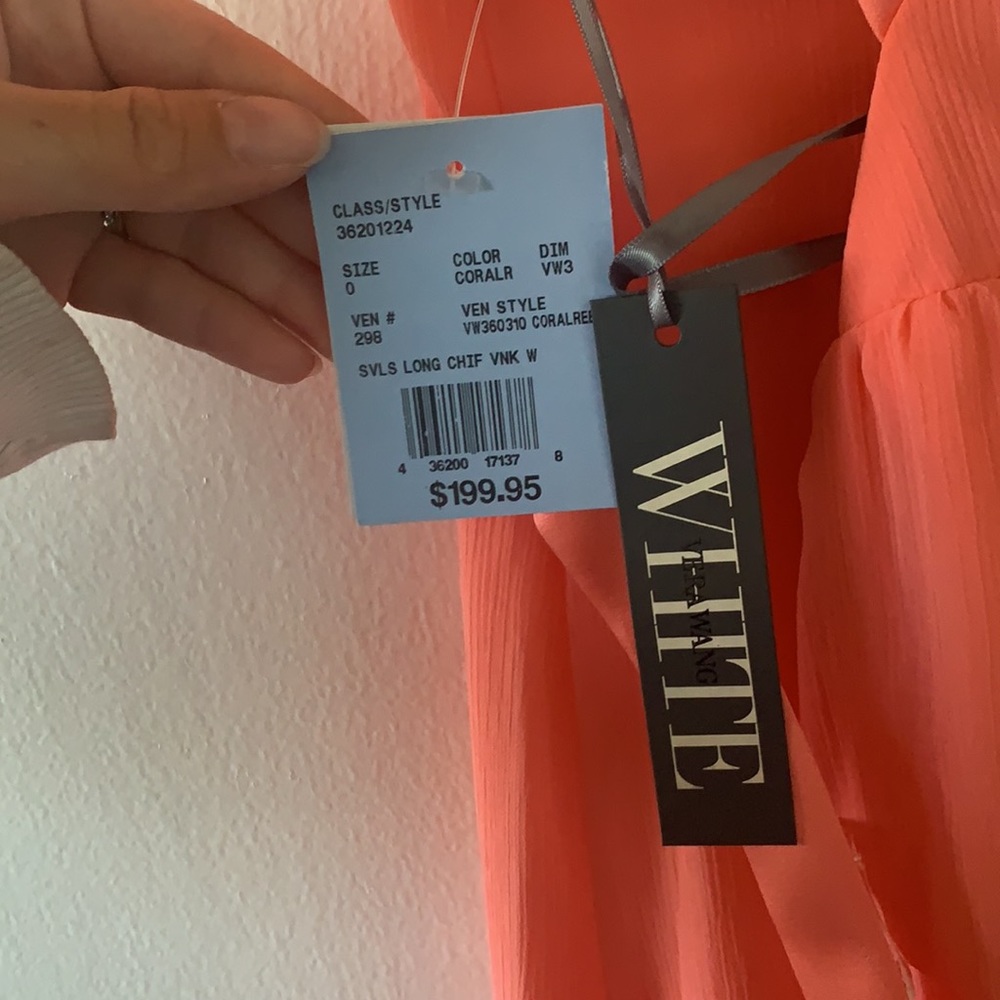 CLASS/STYLE
36201224
SIZE COLOR DIM
0 CORALR VW3
VEN # VEN STYLE
298 VW360310 CORALREE
SVLS LONG CHIF VNK W
4 36200 17137 8
$199.95
WHITE
VERA WANG